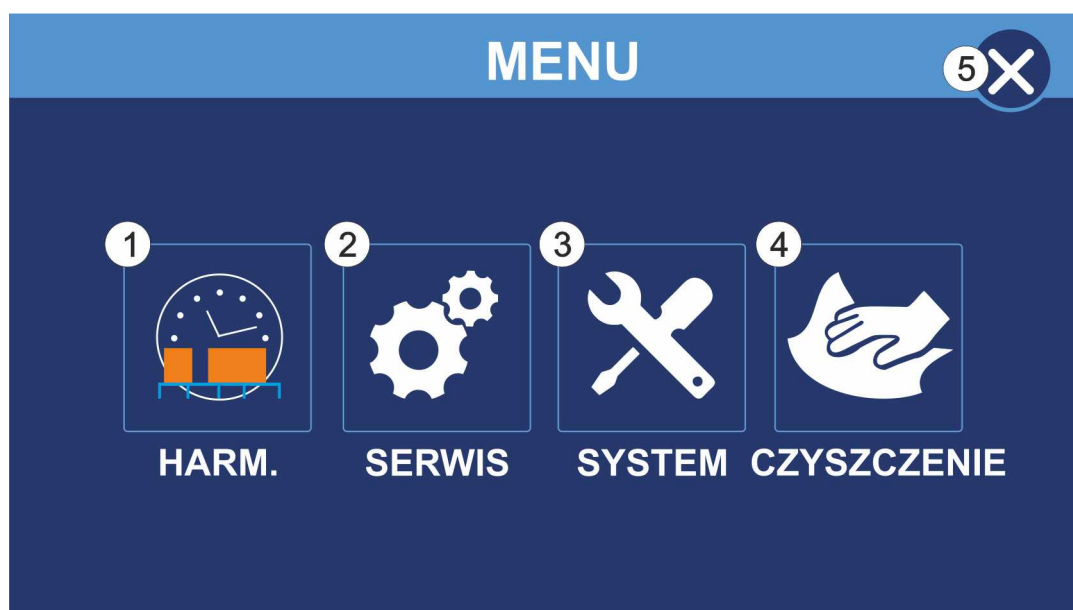 MENU
5
1
2
3
4
HARM.
SERWIS
SYSTEM
CZYSZCZENIE